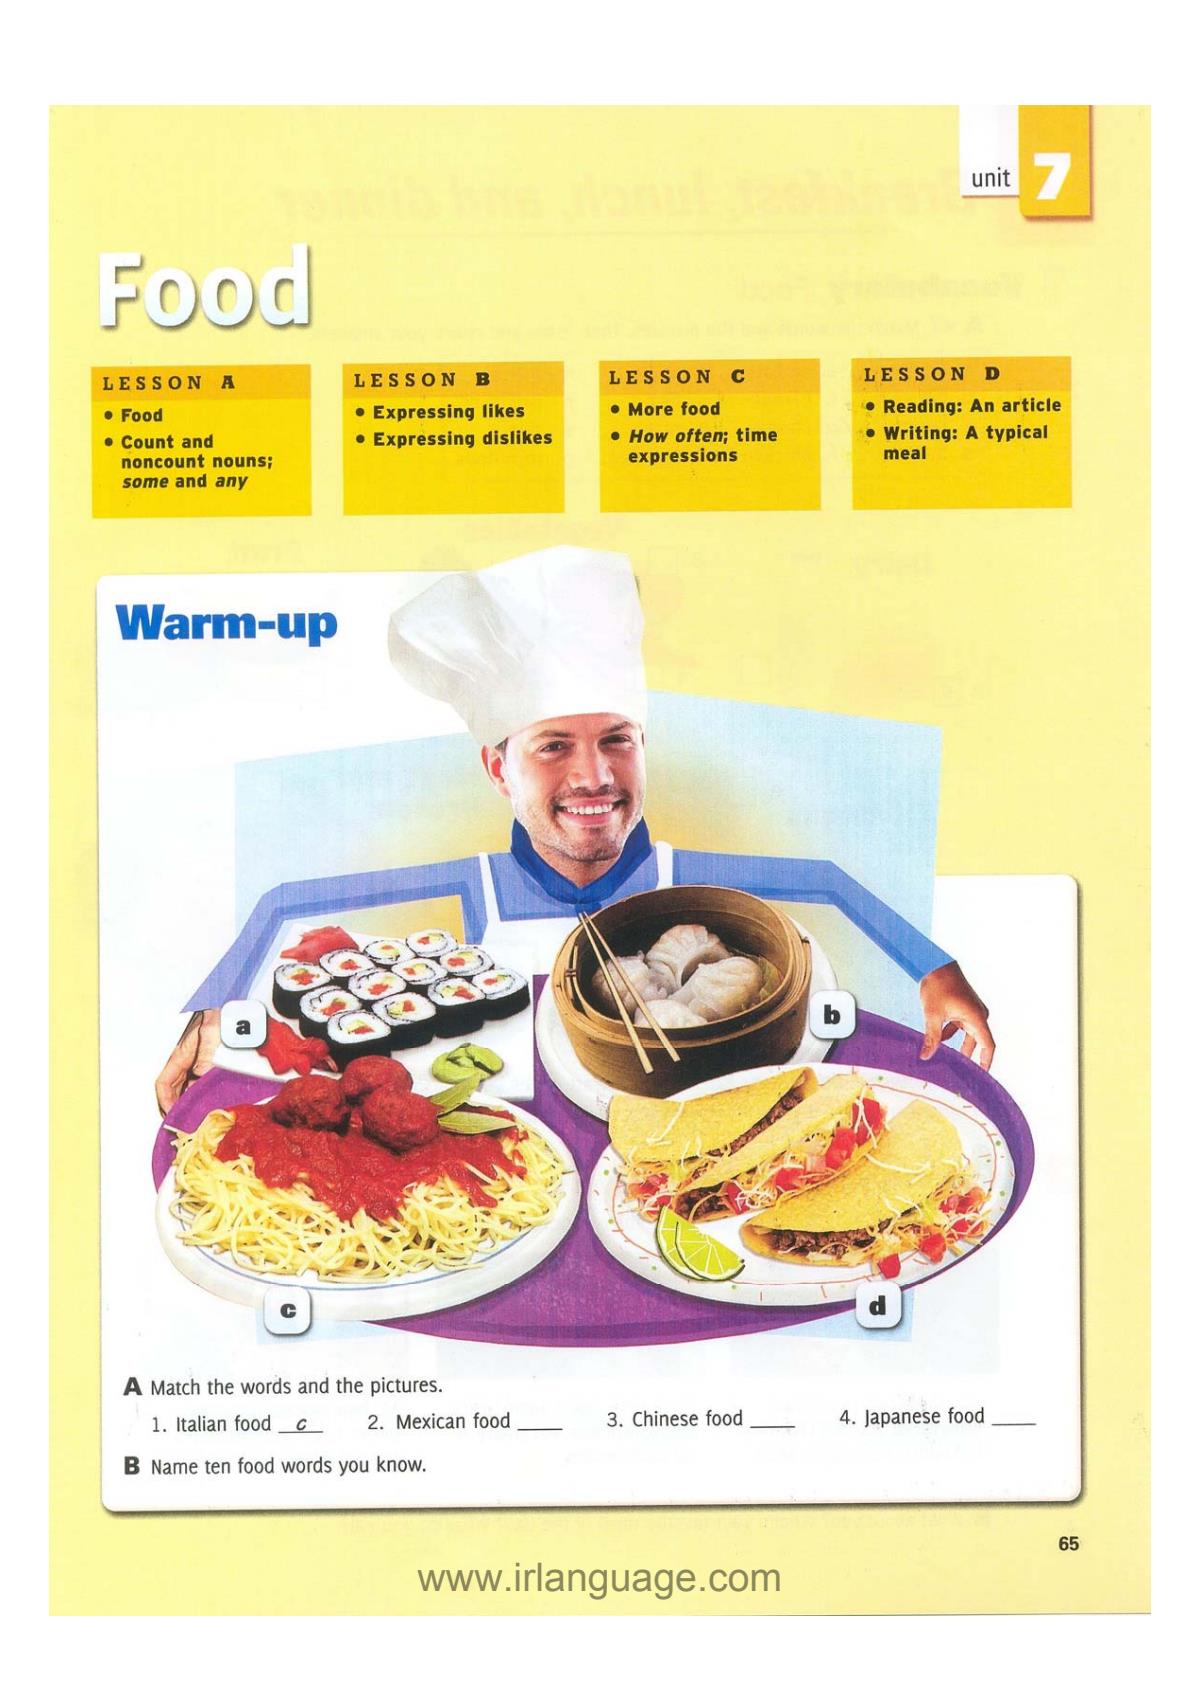 unit 7
Food
LESSON A
• Food
• Count and
noncount nouns;
some and any
LESSON B
• Expressing likes
• Expressing dislikes
LESSON C
• More food
• How often; time
expressions
LESSON D
• Reading: An article
• Writing: A typical
meal
Warm-up
a
b
c
d
A Match the words and the pictures.
1. Italian food c 2. Mexican food ____ 3. Chinese food ____ 4. Japanese food ____
B Name ten food words you know.
65
www.irlanguage.com